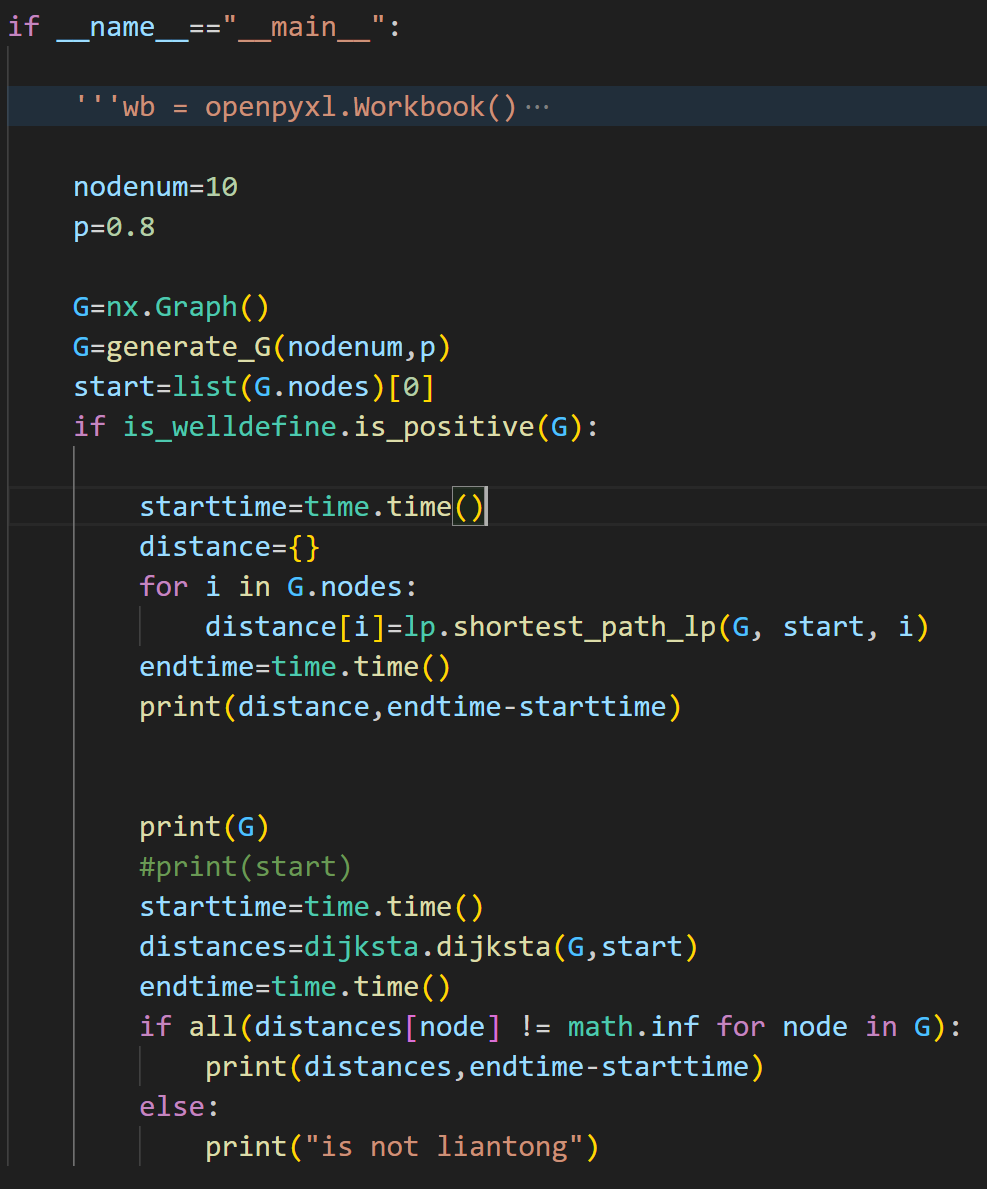 if __name__=="__main__":
'''wb = openpyxl.Workbook()⋯
nodenum=10
p=0.8
G=nx.Graph()
G=generate_G(nodenum,p)
start=list(G.nodes)[0]
if is_welldefine.is_positive(G):
starttime=time.time()
distance={}
for i in G.nodes:
distance[i]=lp.shortest_path_lp(G, start, i)
endtime=time.time()
print(distance,endtime-starttime)
print(G)
#print(start)
starttime=time.time()
distances=dijksta.dijksta(G,start)
endtime=time.time()
if all(distances[node] != math.inf for node in G):
print(distances,endtime-starttime)
else:
print("is not liantong")